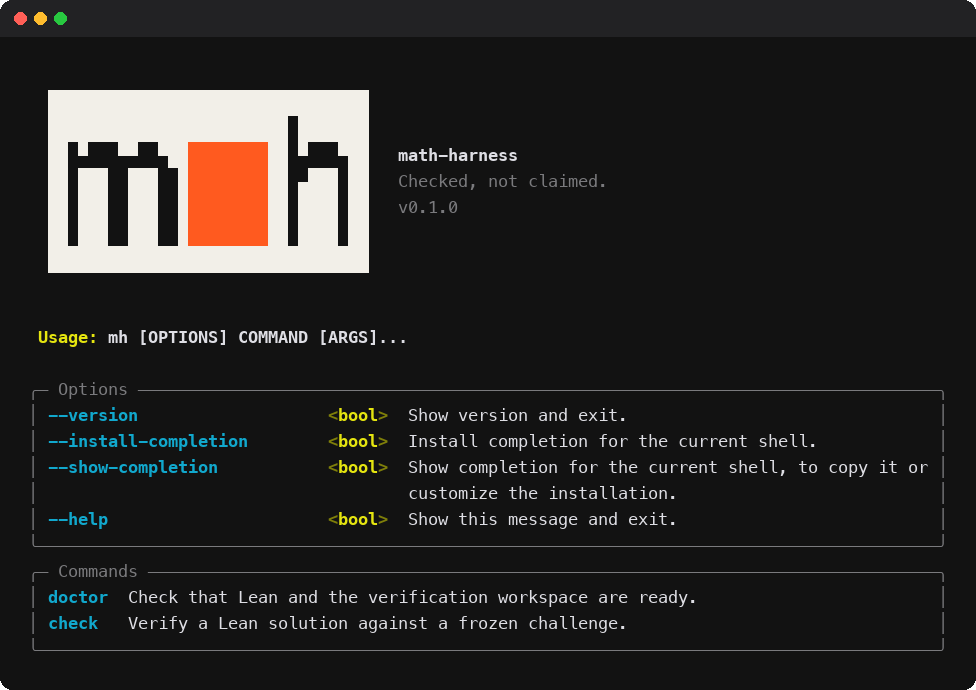 m h
math-harness
Checked, not claimed.
v0.1.0
Usage: mh [OPTIONS] COMMAND [ARGS]...
Options
--version <bool> Show version and exit.
--install-completion <bool> Install completion for the current shell.
--show-completion <bool> Show completion for the current shell, to copy it or
customize the installation.
--help <bool> Show this message and exit.
Commands
doctor Check that Lean and the verification workspace are ready.
check Verify a Lean solution against a frozen challenge.